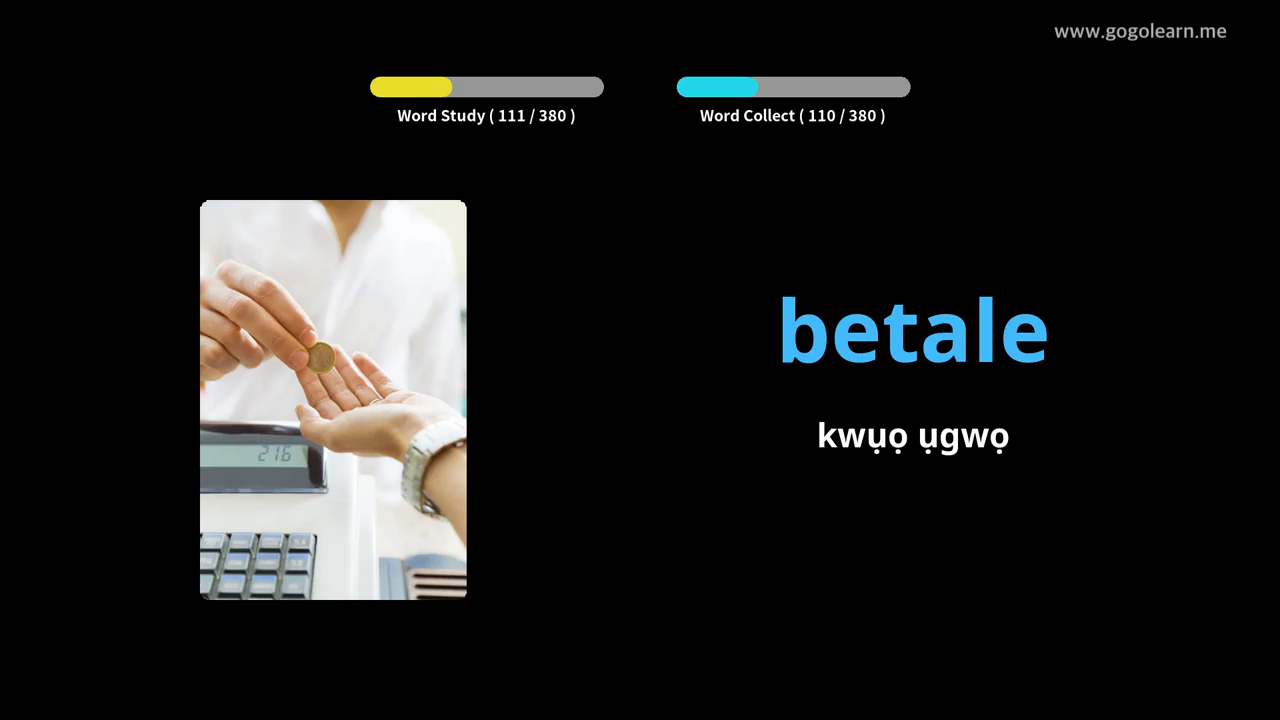 www.gogolearn.me
Word Study ( 111 / 380 )
Word Collect ( 110 / 380 )
betale
kwụọ ụgwọ
216